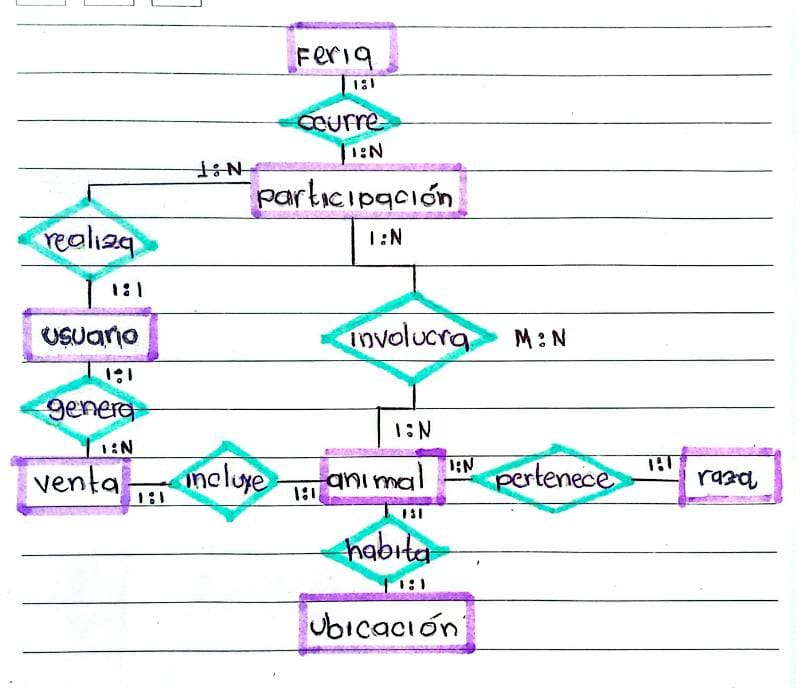 Feria
1:1
ocurre
1:N
1:N
participación
realiza
1:N
1:1
involucra M:N
usuario
1:1
genera
1:N
1:N
venta
1:1
incluye
1:1
animal
1:N
pertenece
1:1
raza
1:1
habita
1:1
ubicación